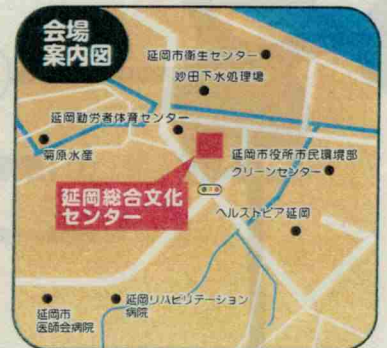 会場
案内図
延岡市衛生センター
妙田下水処理場
延岡勤労者体育センター
菊原水産
延岡市役所市民環境部
クリーンセンター
延岡総合文化
センター
ヘルストピア延岡
延岡市
医師会病院
延岡リハビリテーション
病院